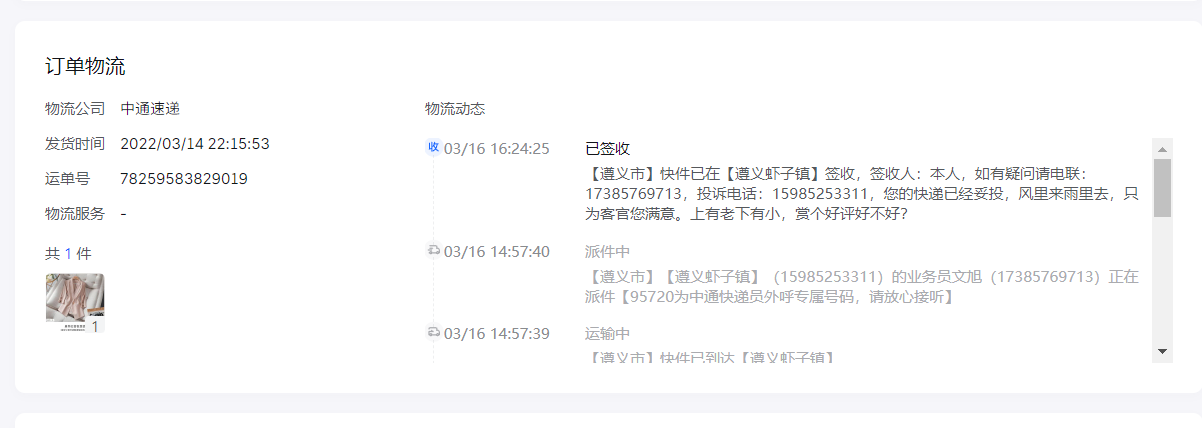 订单物流
物流公司 中通速递
发货时间 2022/03/14 22:15:53
运单号 78259583829019
物流服务 -
共 1 件
1
物流动态
收 03/16 16:24:25 已签收
【遵义市】快件已在【遵义虾子镇】签收，签收人：本人，如有疑问请电联：
17385769713，投诉电话：15985253311，您的快递已经妥投，风里来雨里去，只
为客官您满意。上有老下有小，赏个好评好不好？
03/16 14:57:40 派件中
【遵义市】【遵义虾子镇】（15985253311）的业务员文旭（17385769713）正在
派件【95720为中通快递员外呼专属号码，请放心接听】
03/16 14:57:39 运输中
【遵义市】快件已到达【遵义虾子镇】